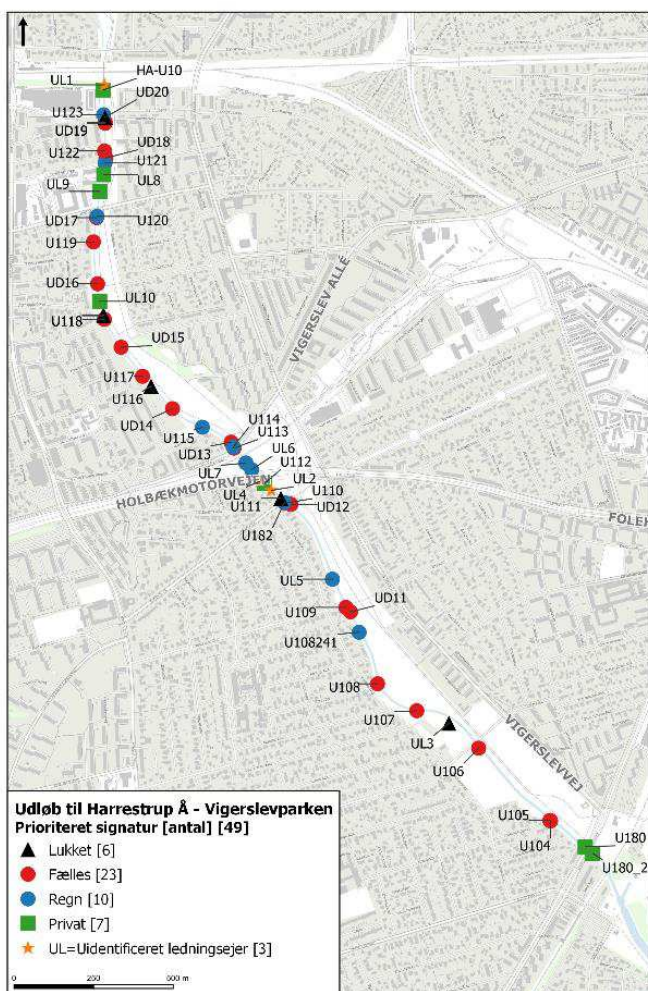 UL1
HA-U10
U123
UD20
UD19
UD18
U122
U121
UL9
UL8
UD17
U120
U119
UD16
UL10
U118
UD15
VIGERSLEV ALLÉ
U117
U116
U114
U113
UD14
U115
UL6
UD13
U112
UL7
UL2
HOLBÆKMOTORVEJEN
UL4
U110
U111
UD12
FOLEH
U182
UL5
UD11
U109
U108241
U108
VIGERSLEVVEJ
U107
UL3
U106
U105
U180
U104
U180_2
Udløb til Harrestrup Å - Vigerslevparken
Prioriteret signatur [antal] [49]
Lukket [6]
Fælles [23]
Regn [10]
Privat [7]
UL=Uidentificeret ledningsejer [3]
0 200 600 m